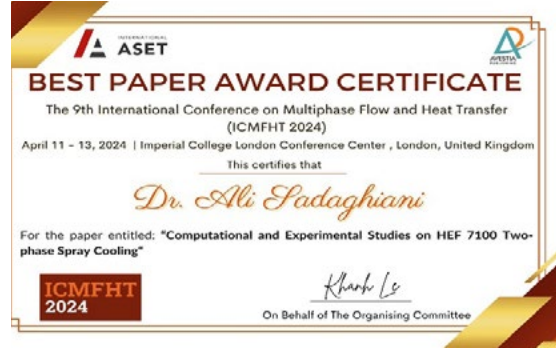 INTERNATIONAL
ASET
AVESTIA
PUBLISHING
BEST PAPER AWARD CERTIFICATE
The 9th International Conference on Multiphase Flow and Heat Transfer
(ICMFHT 2024)
April 11 – 13, 2024 | Imperial College London Conference Center , London, United Kingdom
This certifies that
Dr. Ali Sadaghiani
For the paper entitled: "Computational and Experimental Studies on HEF 7100 Two-
phase Spray Cooling"
ICMFHT
2024
Khanh Le
On Behalf of The Organising Committee